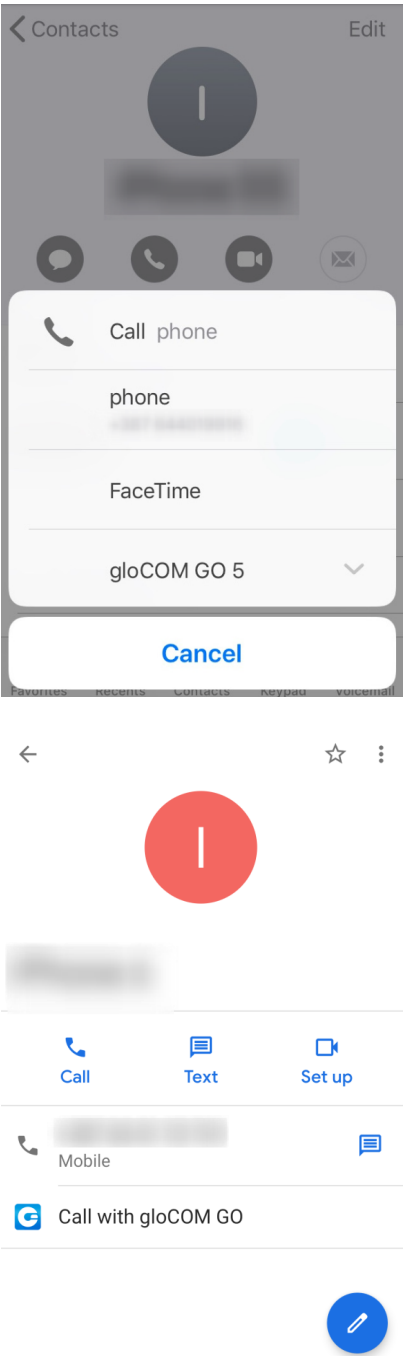 Contacts
Edit
I
Call phone
phone
FaceTime
gloCOM GO 5
Cancel
Favorites Recents Contacts Keypad Voicemail
I
Call Text Set up
Mobile
Call with gloCOM GO